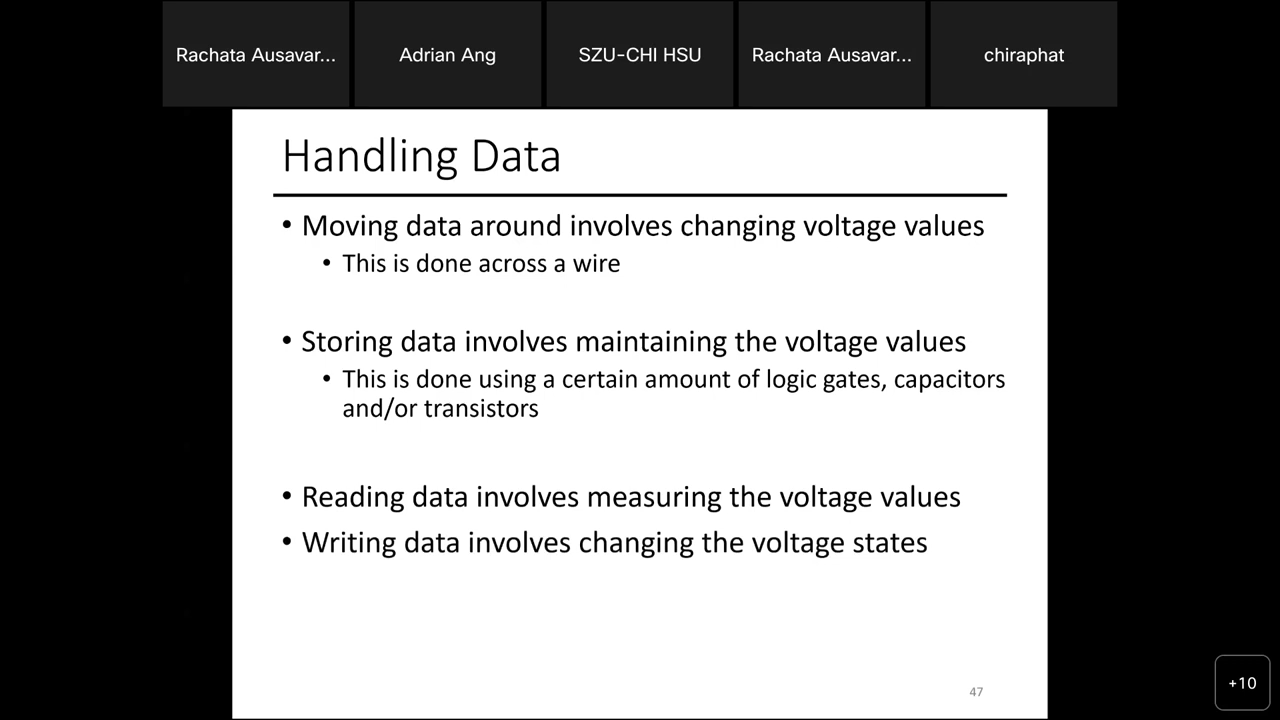 Rachata Ausavar...
Adrian Ang
SZU-CHI HSU
Rachata Ausavar...
chiraphat
Handling Data
• Moving data around involves changing voltage values
• This is done across a wire
• Storing data involves maintaining the voltage values
• This is done using a certain amount of logic gates, capacitors
and/or transistors
• Reading data involves measuring the voltage values
• Writing data involves changing the voltage states
47
+10